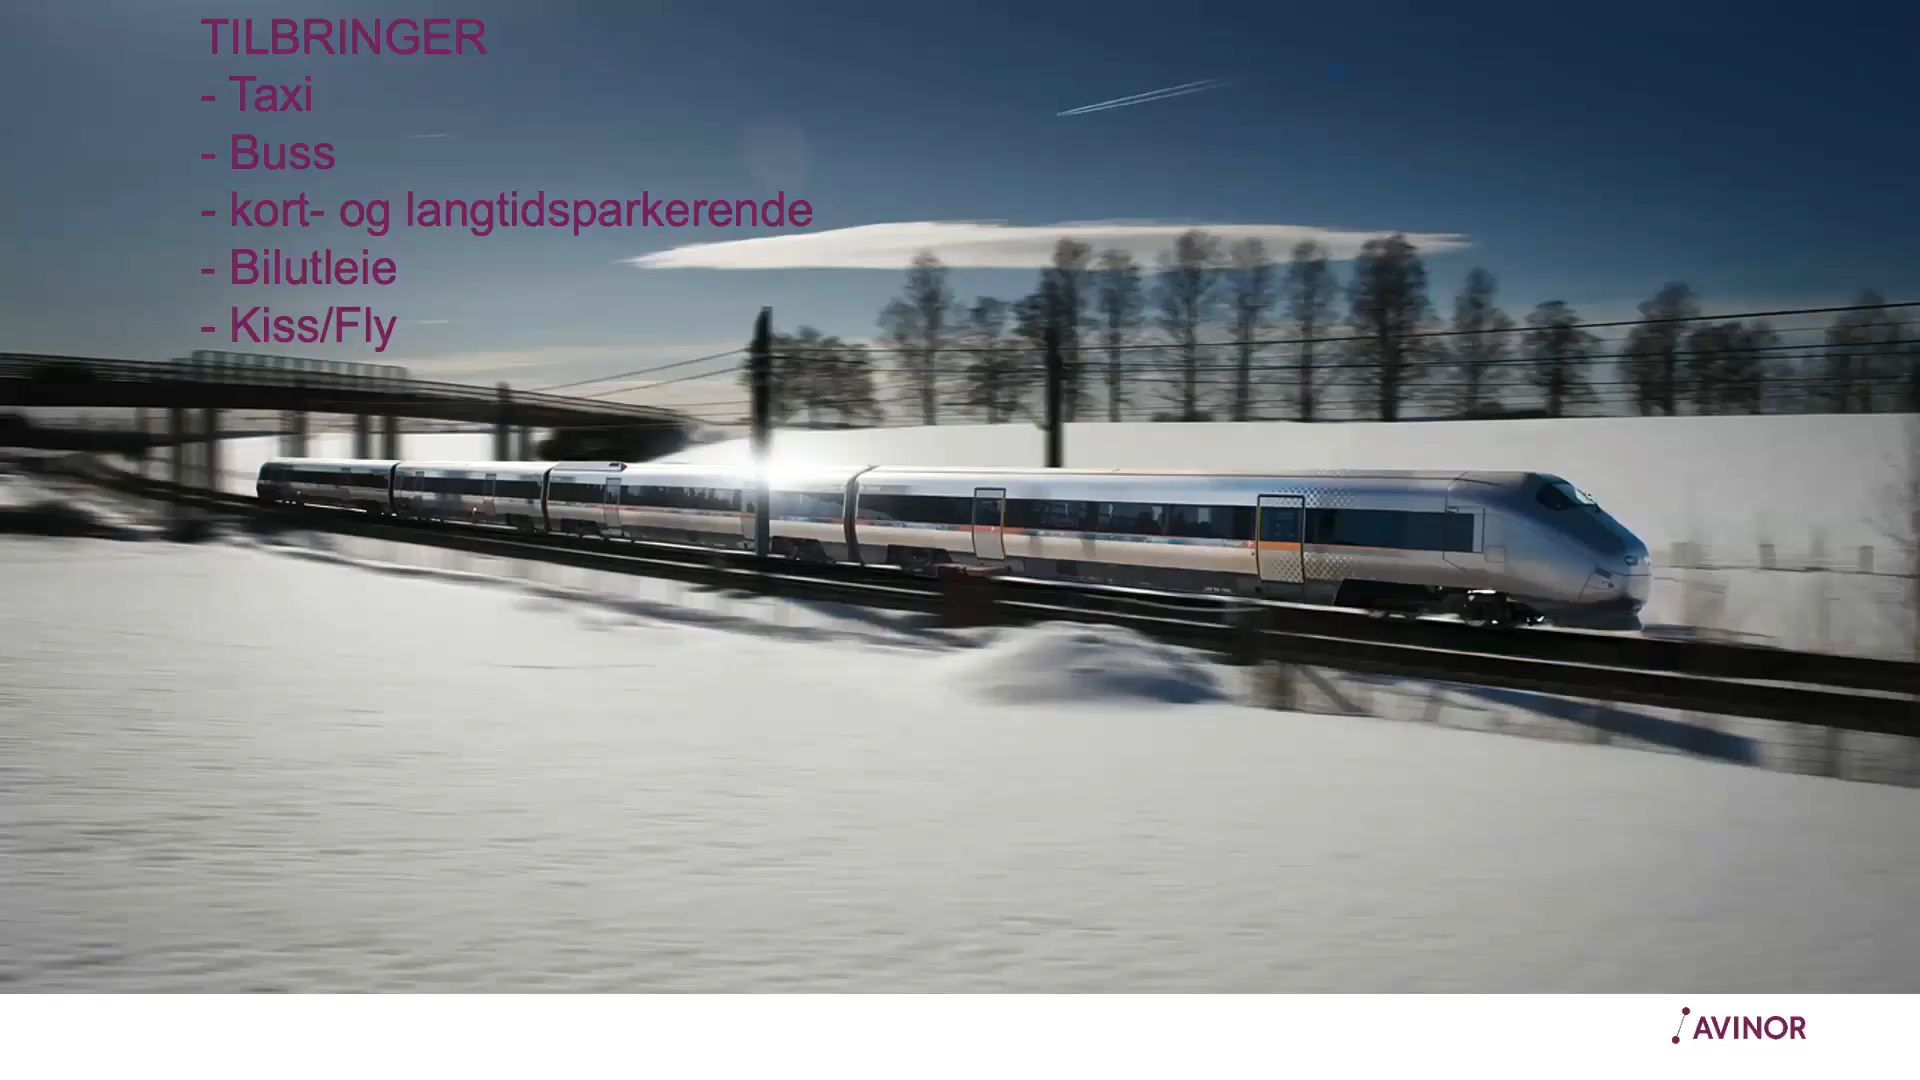 TILBRINGER
- Taxi
- Buss
- kort- og langtidsparkerende
- Bilutleie
- Kiss/Fly
AVINOR